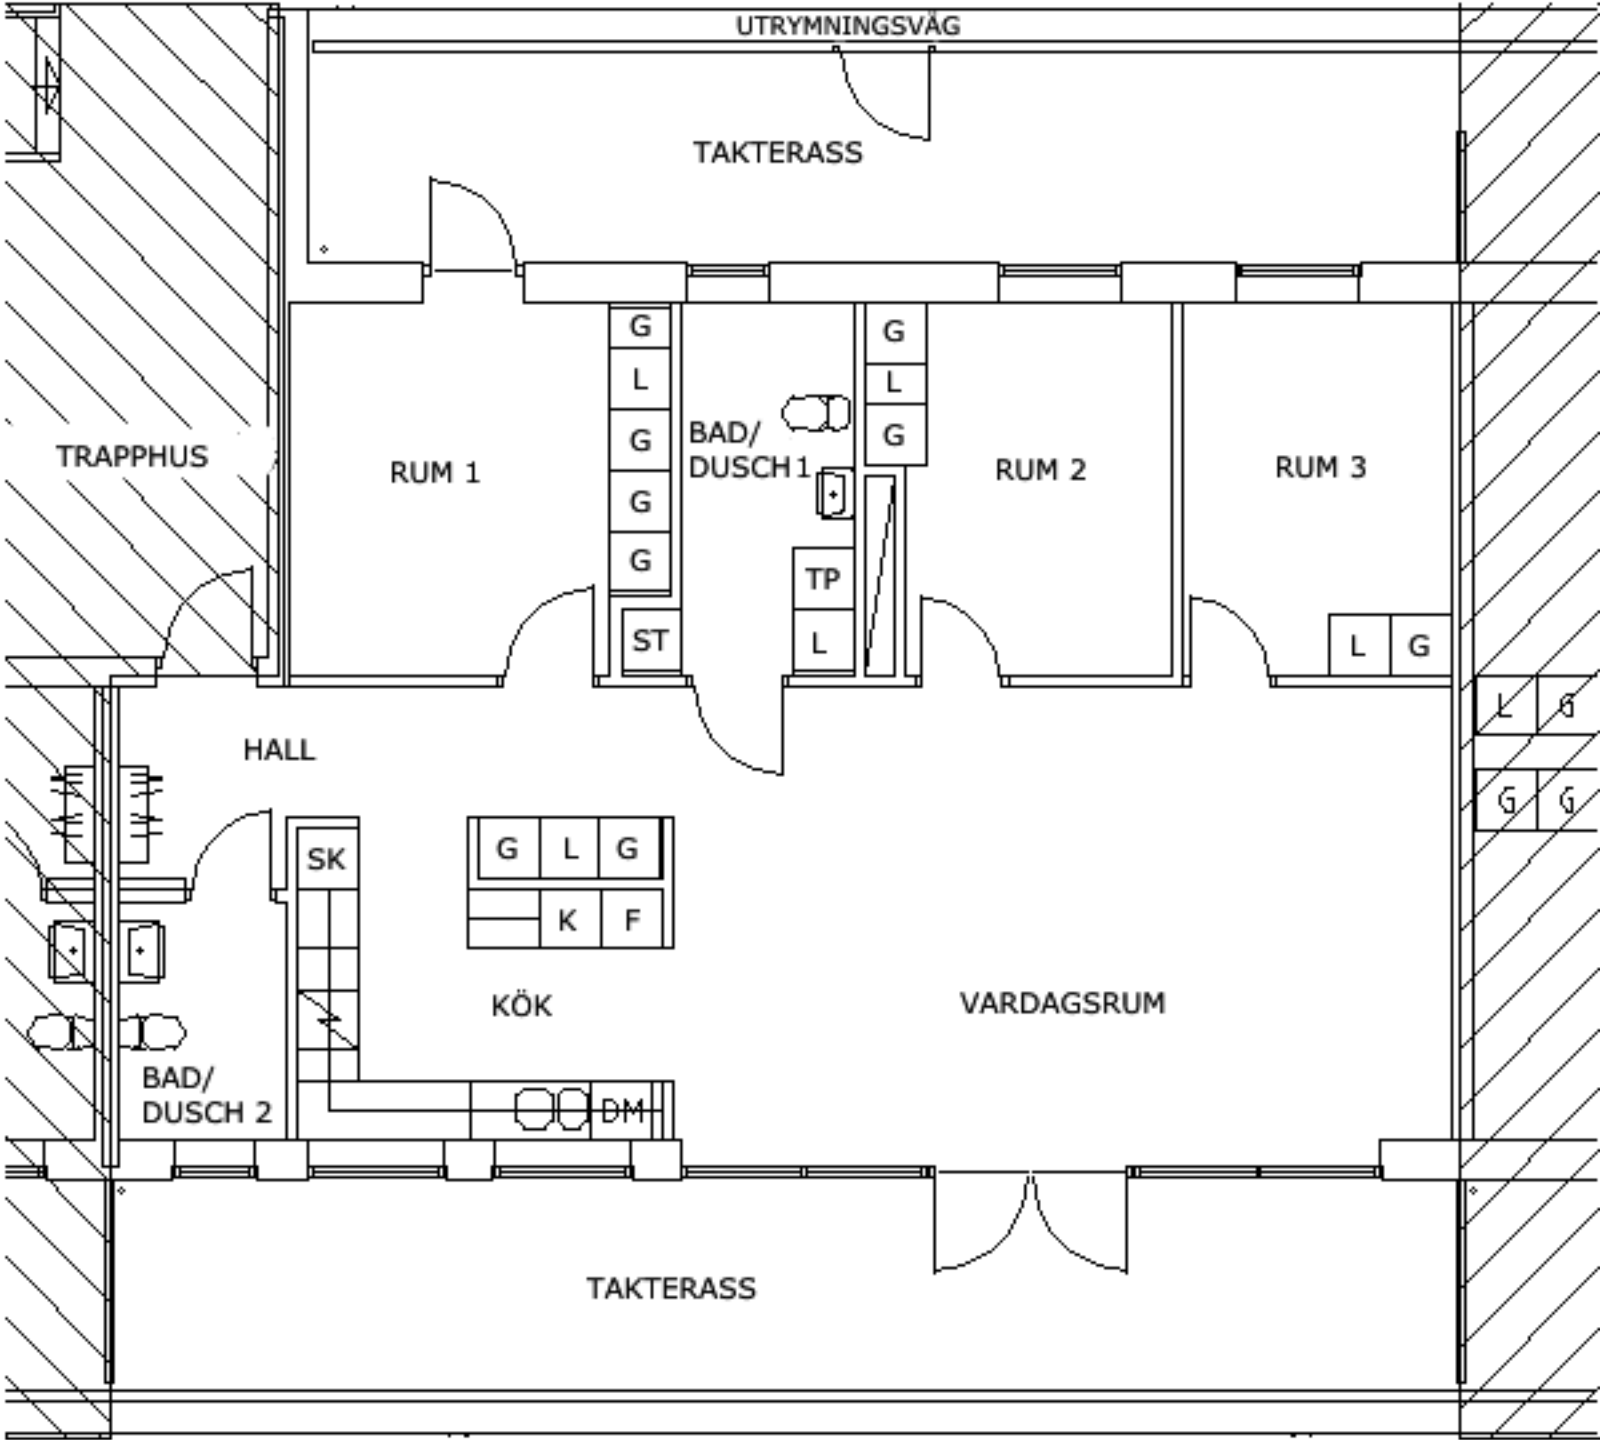 UTRYMNINGSVÄG
TAKTERASS
G
L
G
G
G
ST
G
L
G
BAD/
DUSCH 1
TP
L
TRAPPHUS
RUM 1
RUM 2
RUM 3
L G
L G
G G
HALL
SK
G L G
K F
KÖK
VARDAGSRUM
BAD/
DUSCH 2
DM
TAKTERASS